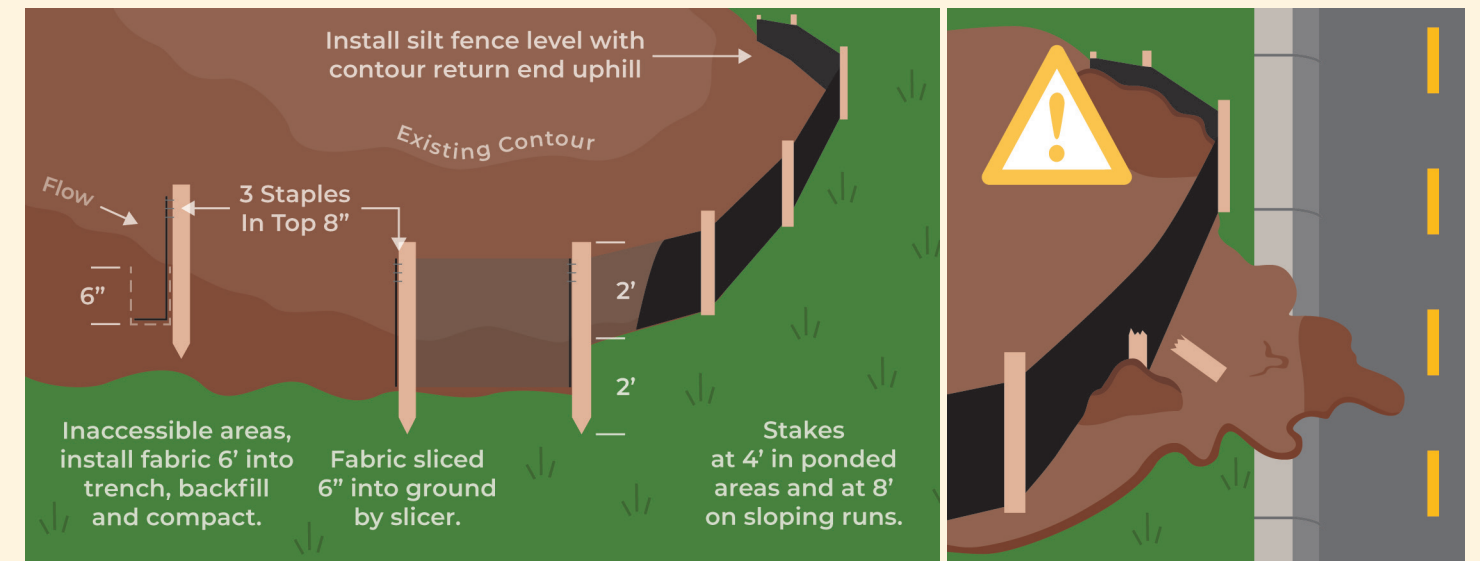 Install silt fence level with
contour return end uphill
Existing Contour
Flow
3 Staples
In Top 8”
6”
2’
2’
Inaccessible areas,
install fabric 6’ into
trench, backfill
and compact.
Fabric sliced
6” into ground
by slicer.
Stakes
at 4’ in ponded
areas and at 8’
on sloping runs.
!